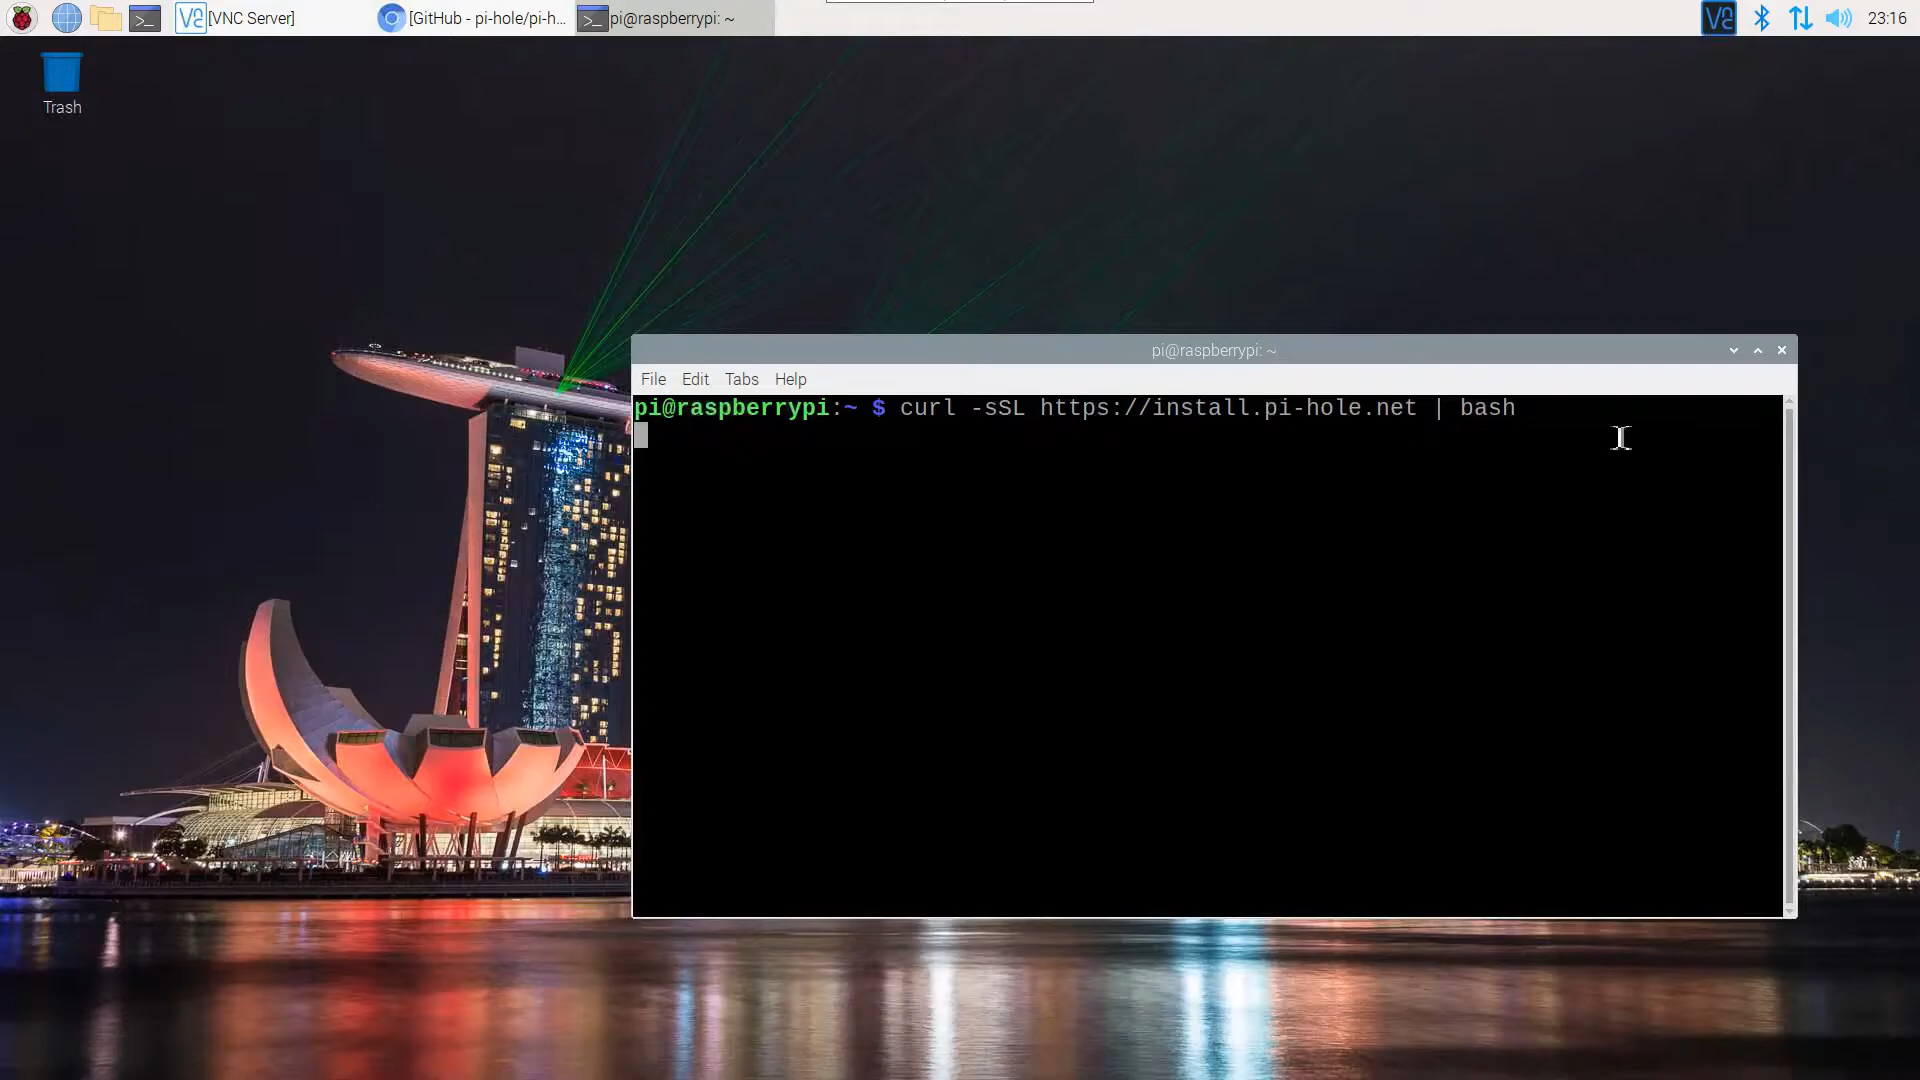 [VNC Server]
[GitHub - pi-hole/pi-h...
pi@raspberrypi: ~
23:16
Trash
pi@raspberrypi: ~
File Edit Tabs Help
pi@raspberrypi:~ $ curl -sSL https://install.pi-hole.net | bash